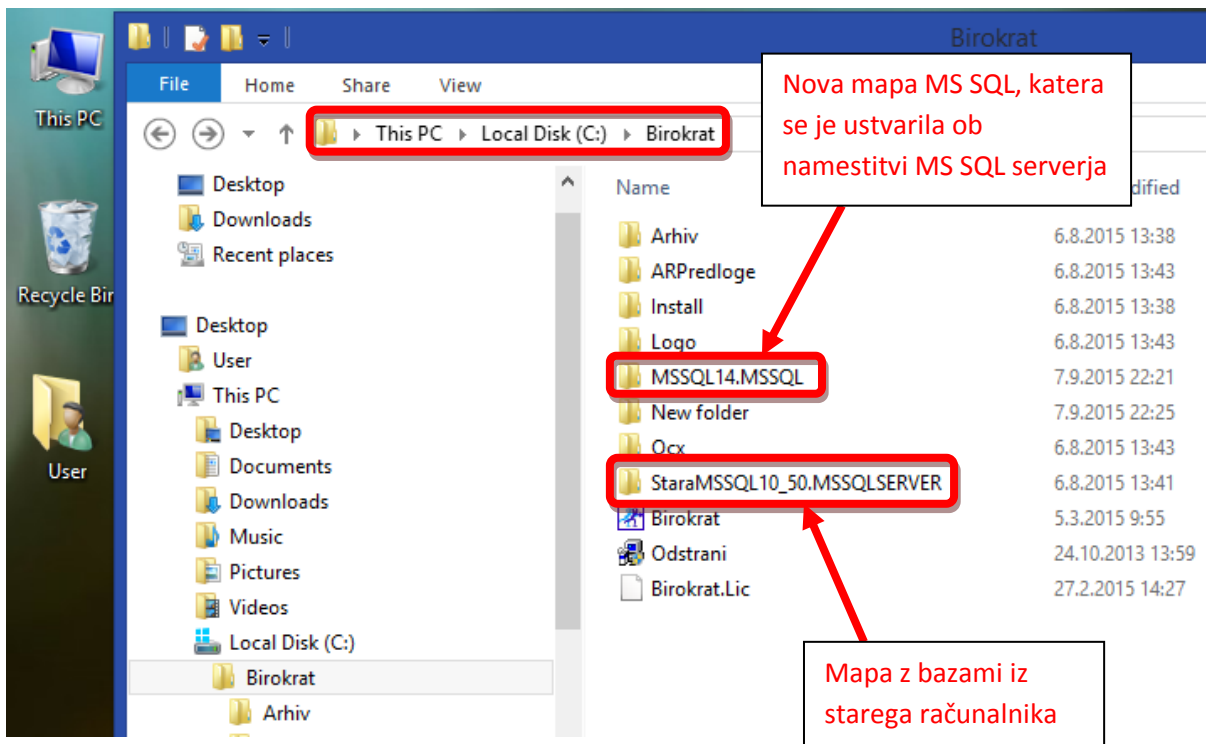 Birokrat
File Home Share View
This PC Local Disk (C:) Birokrat
Nova mapa MS SQL, katera
se je ustvarila ob
namestitvi MS SQL serverja
This PC
Recycle Bin
User
Desktop
Downloads
Recent places
Desktop
User
This PC
Desktop
Documents
Downloads
Music
Pictures
Videos
Local Disk (C:)
Birokrat
Arhiv
Name dified
Arhiv 6.8.2015 13:38
ARPredloge 6.8.2015 13:43
Install 6.8.2015 13:38
Logo 6.8.2015 13:43
MSSQL14.MSSQL 7.9.2015 22:21
New folder 7.9.2015 22:25
Ocx 6.8.2015 13:43
StaraMSSQL10_50.MSSQLSERVER 6.8.2015 13:41
Birokrat 5.3.2015 9:55
Odstrani 24.10.2013 13:59
Birokrat.Lic 27.2.2015 14:27
Mapa z bazami iz
starega računalnika